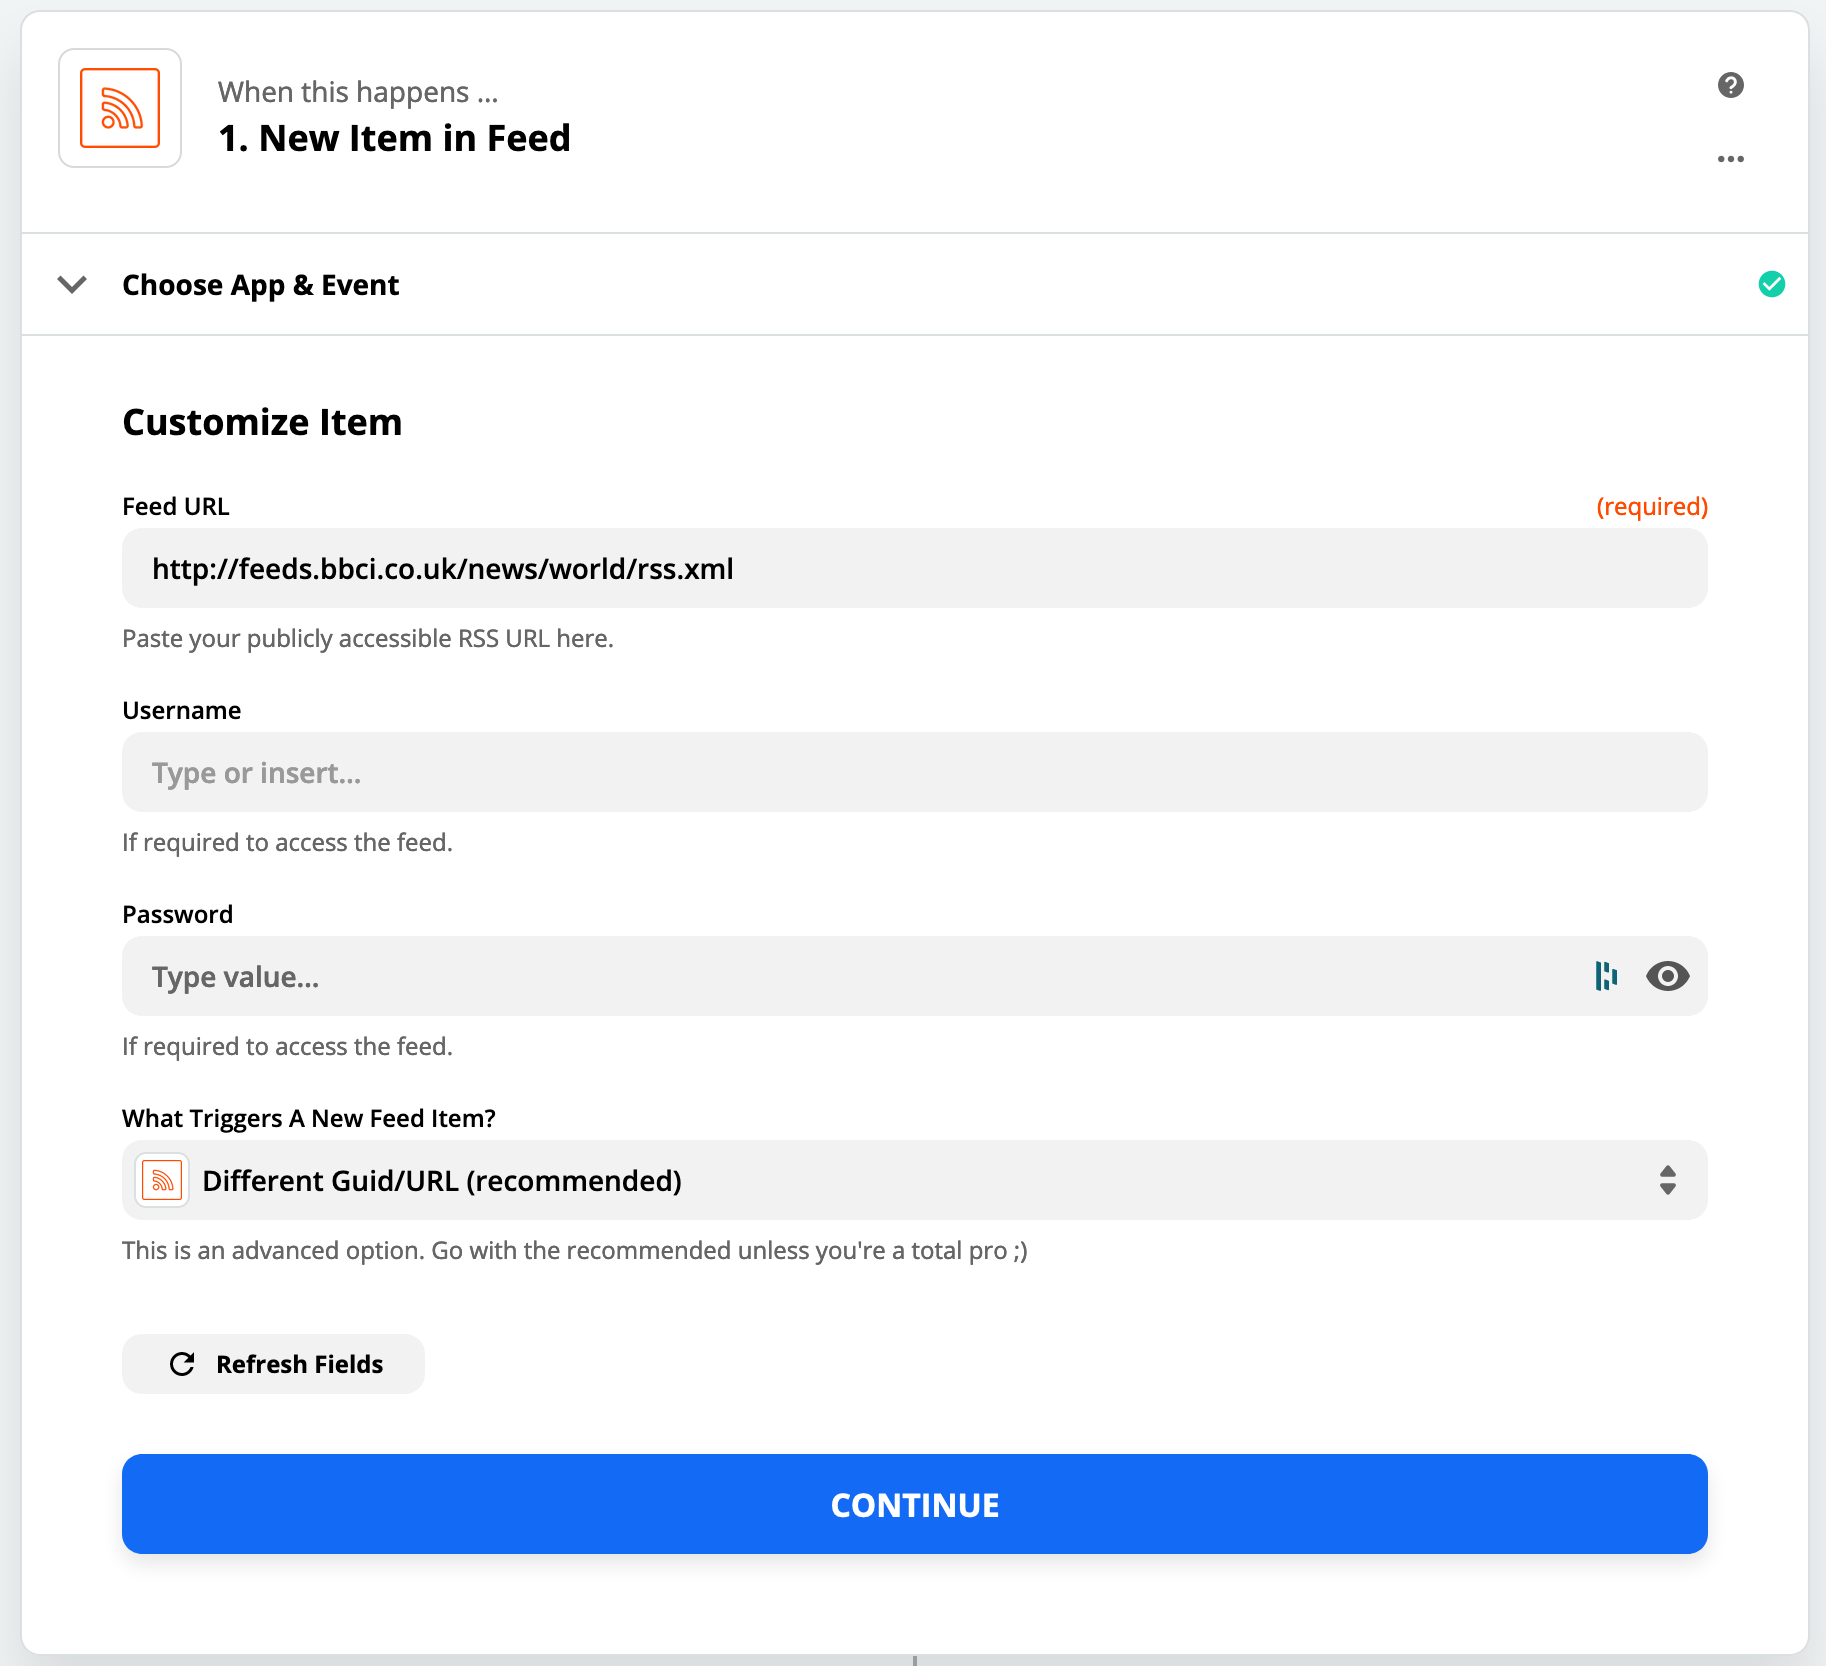 When this happens ...
1. New Item in Feed
Choose App & Event
Customize Item
Feed URL
(required)
http://feeds.bbci.co.uk/news/world/rss.xml
Paste your publicly accessible RSS URL here.
Username
Type or insert...
If required to access the feed.
Password
Type value...
If required to access the feed.
What Triggers A New Feed Item?
Different Guid/URL (recommended)
This is an advanced option. Go with the recommended unless you're a total pro ;)
Refresh Fields
CONTINUE